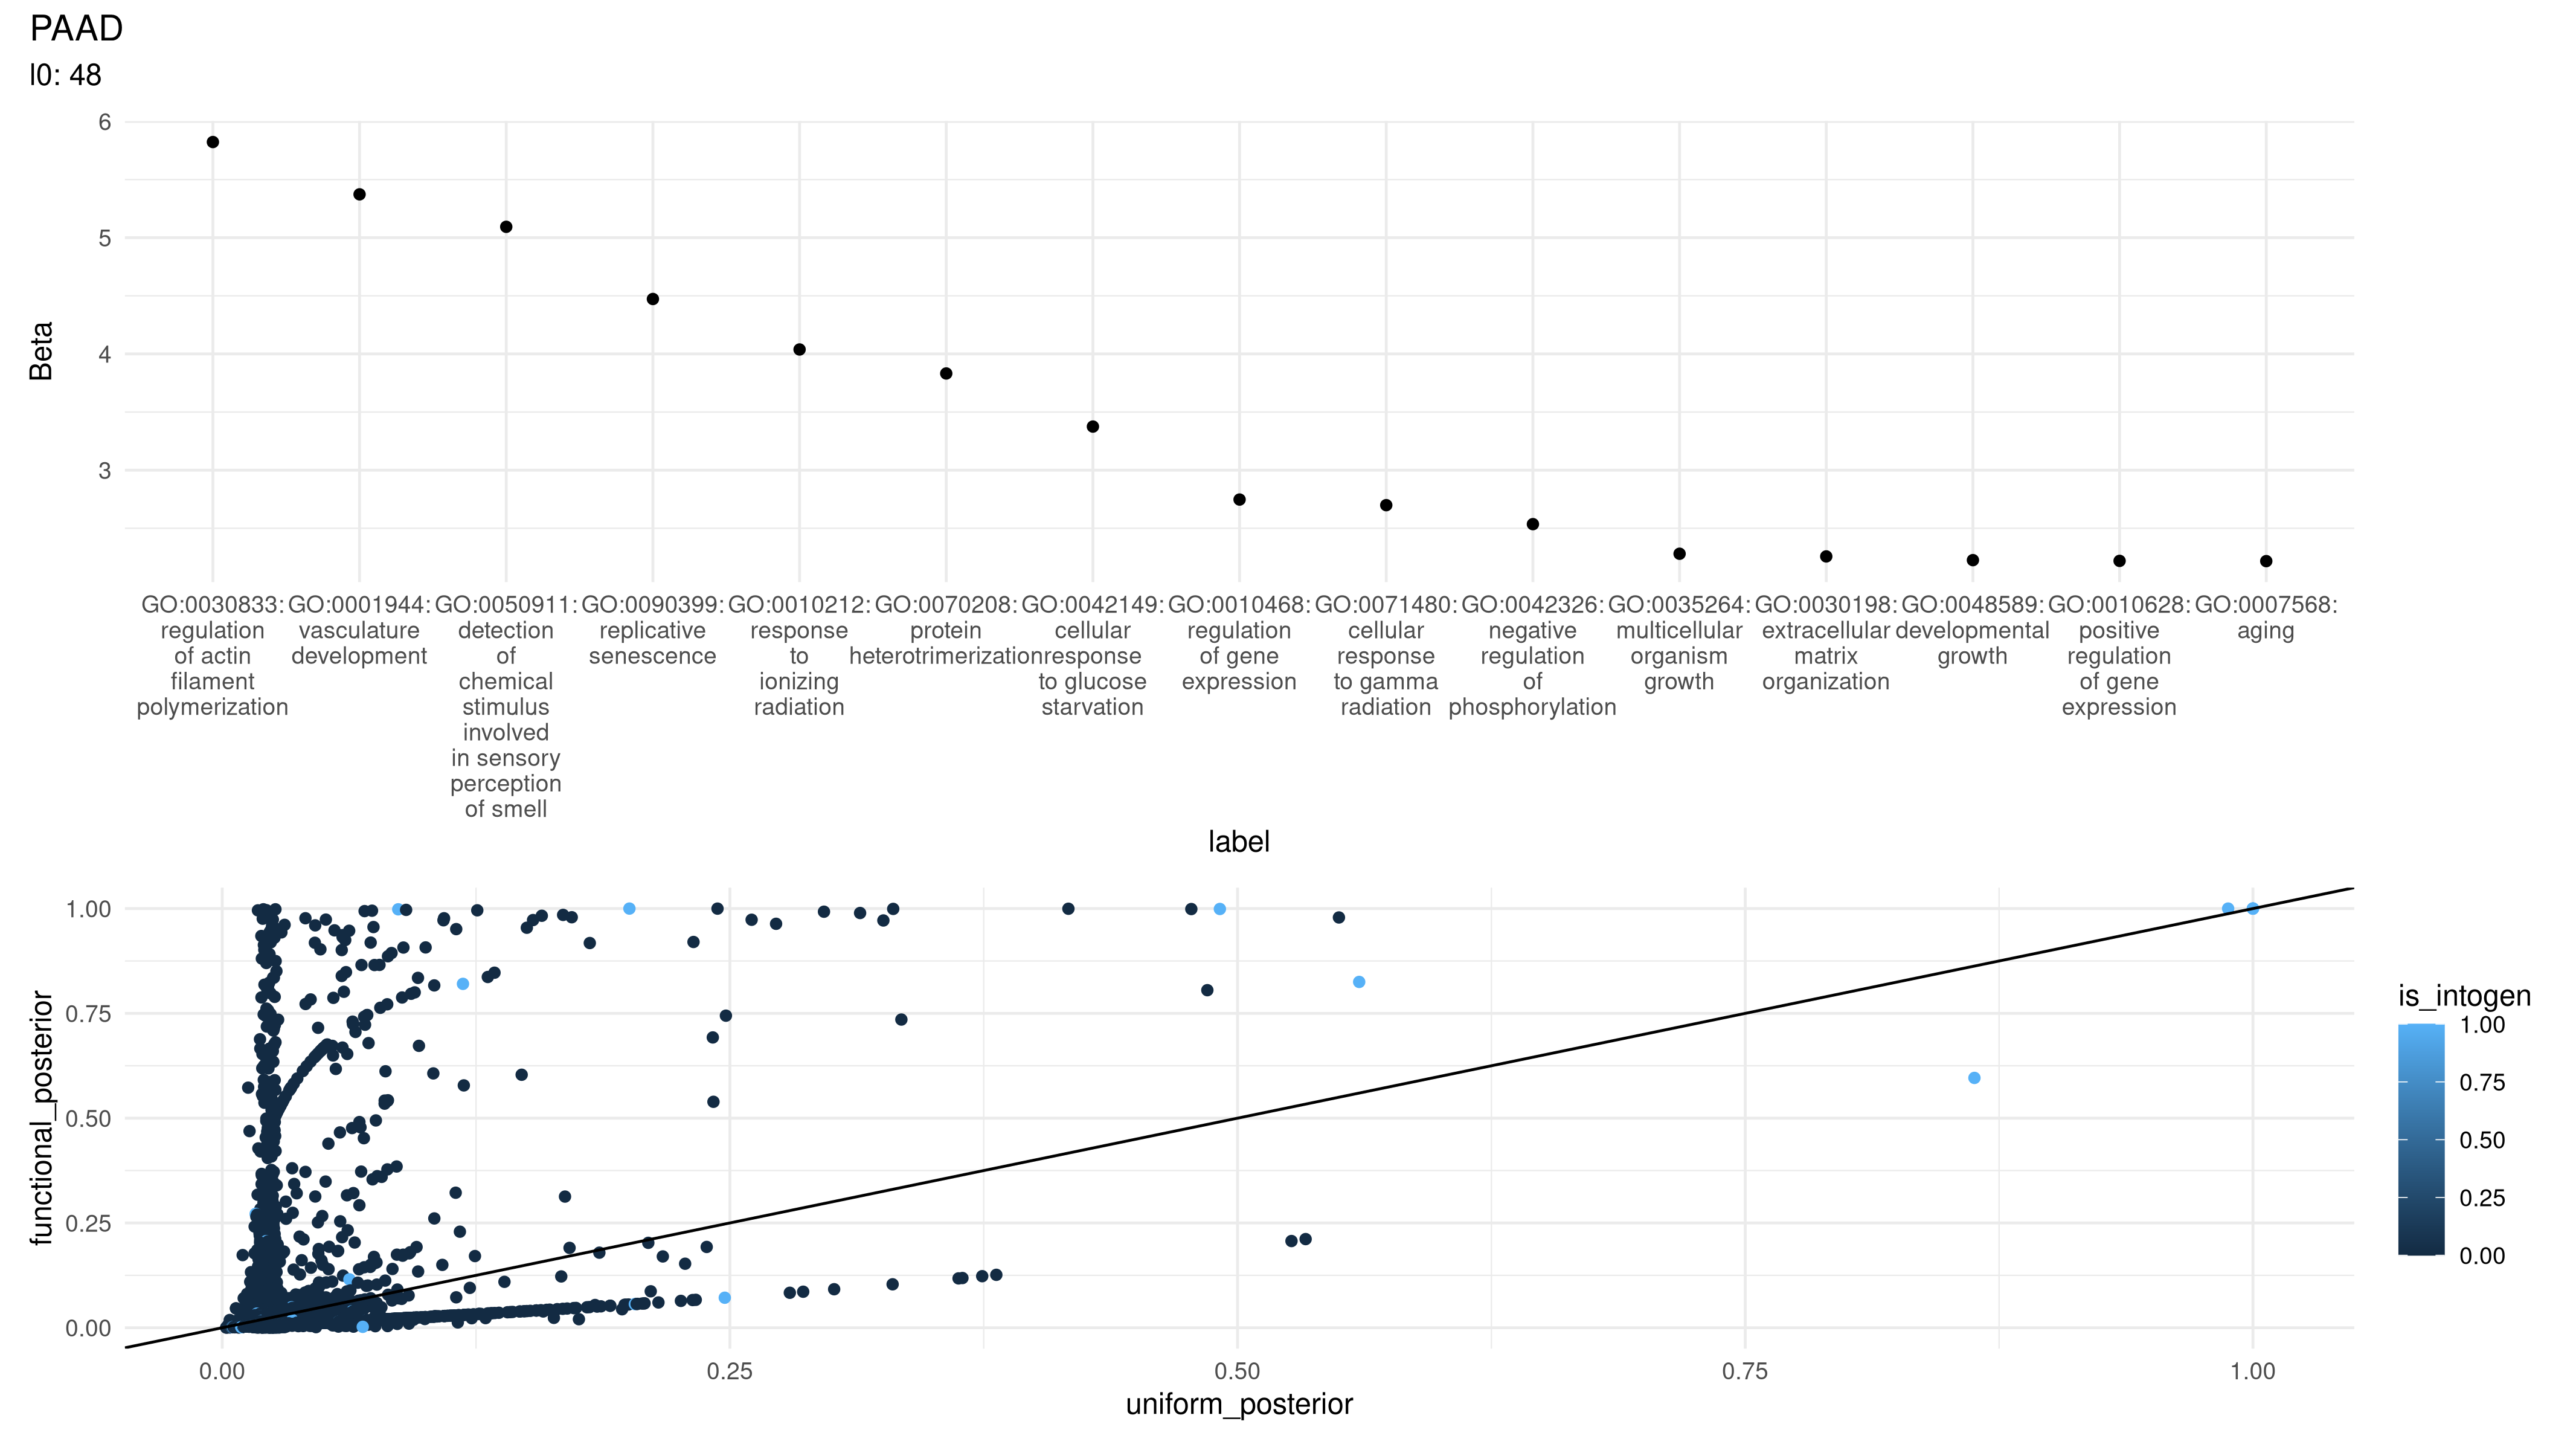 PAAD
l0: 48
6
5
4
3
Beta
GO:0030833:
regulation
of actin
filament
polymerization
GO:0001944:
vasculature
development
GO:0050911:
detection
of
chemical
stimulus
involved
in sensory
perception
of smell
GO:0090399:
replicative
senescence
GO:0010212:
response
to
ionizing
radiation
GO:0070208:
protein
heterotrimerization
GO:0042149:
cellular
response
to glucose
starvation
GO:0010468:
regulation
of gene
expression
GO:0071480:
cellular
response
to gamma
radiation
GO:0042326:
negative
regulation
of
phosphorylation
GO:0035264:
multicellular
organism
growth
GO:0030198:
extracellular
matrix
organization
GO:0048589:
developmental
growth
GO:0010628:
positive
regulation
of gene
expression
GO:0007568:
aging
label
1.00
0.75
0.50
0.25
0.00
functional_posterior
0.00
0.25
0.50
0.75
1.00
uniform_posterior
is_intogen
1.00
0.75
0.50
0.25
0.00